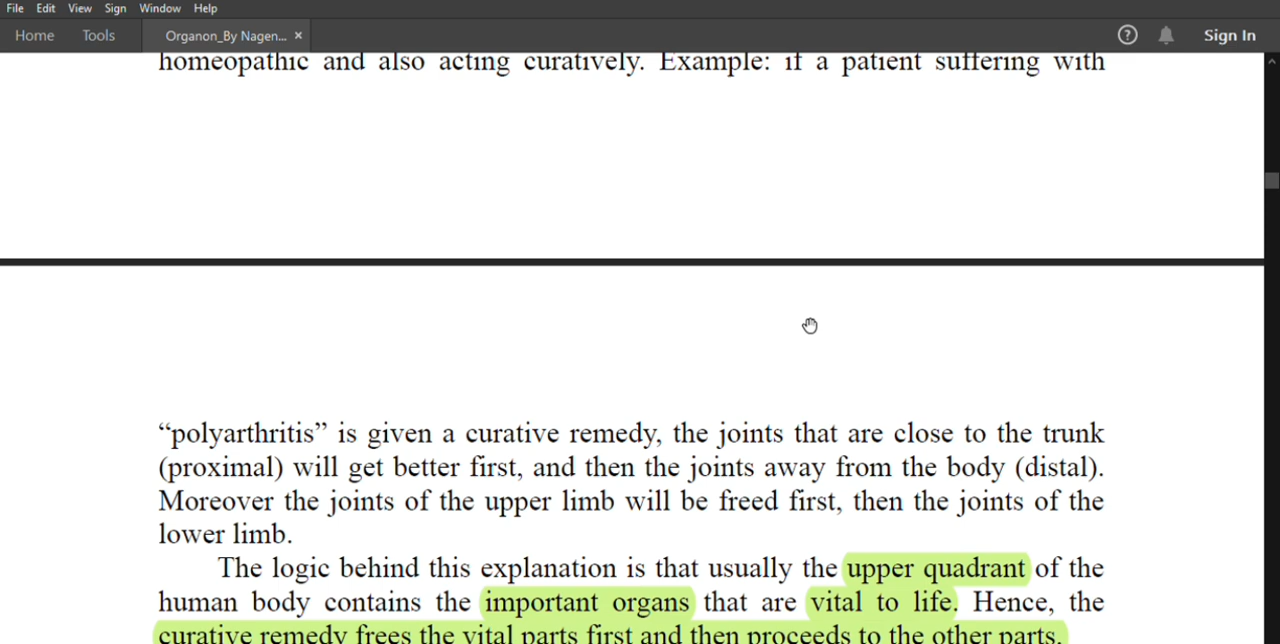 File Edit View Sign Window Help
Home Tools Organon_By Nagen... × ? Sign In
homeopathic and also acting curatively. Example: if a patient suffering with
“polyarthritis” is given a curative remedy, the joints that are close to the trunk
(proximal) will get better first, and then the joints away from the body (distal).
Moreover the joints of the upper limb will be freed first, then the joints of the
lower limb.
The logic behind this explanation is that usually the upper quadrant of the
human body contains the important organs that are vital to life. Hence, the
curative remedy frees the vital parts first and then proceeds to the other parts.